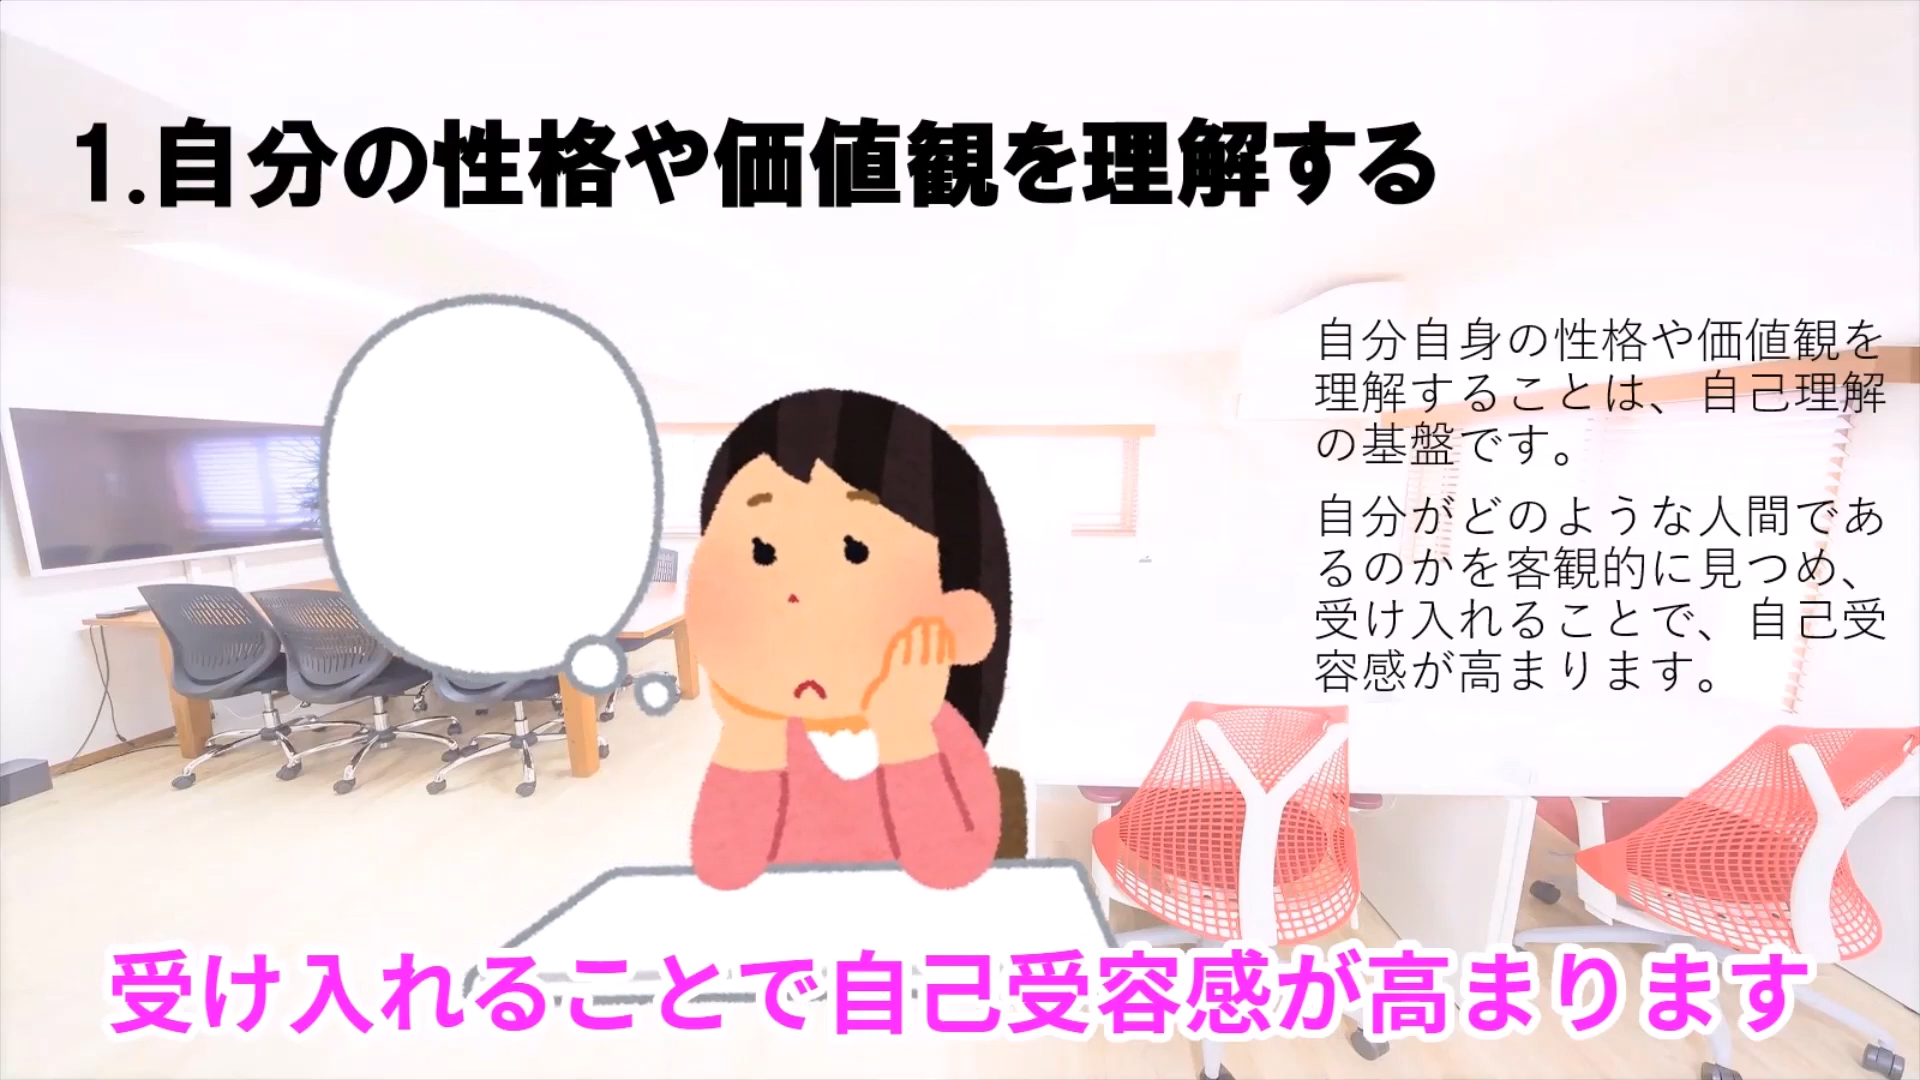 1.自分の性格や価値観を理解する
自分自身の性格や価値観を
理解することは、自己理解
の基盤です。
自分がどのような人間であ
るのかを客観的に見つめ、
受け入れることで、自己受
容感が高まります。
受け入れることで自己受容感が高まります